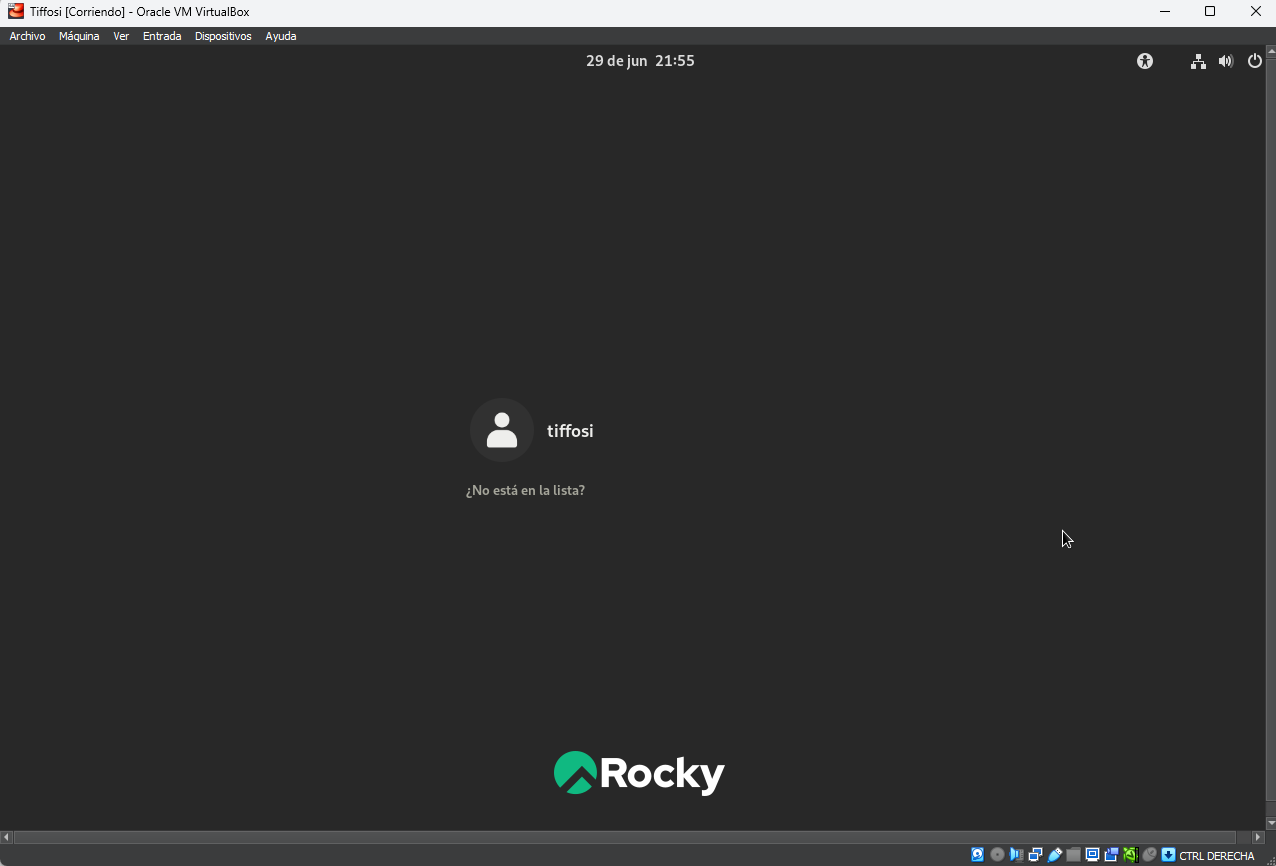 Tiffosi [Corriendo] - Oracle VM VirtualBox
Archivo Máquina Ver Entrada Dispositivos Ayuda
29 de jun 21:55
tiffosi
¿No está en la lista?
Rocky
CTRL DERECHA